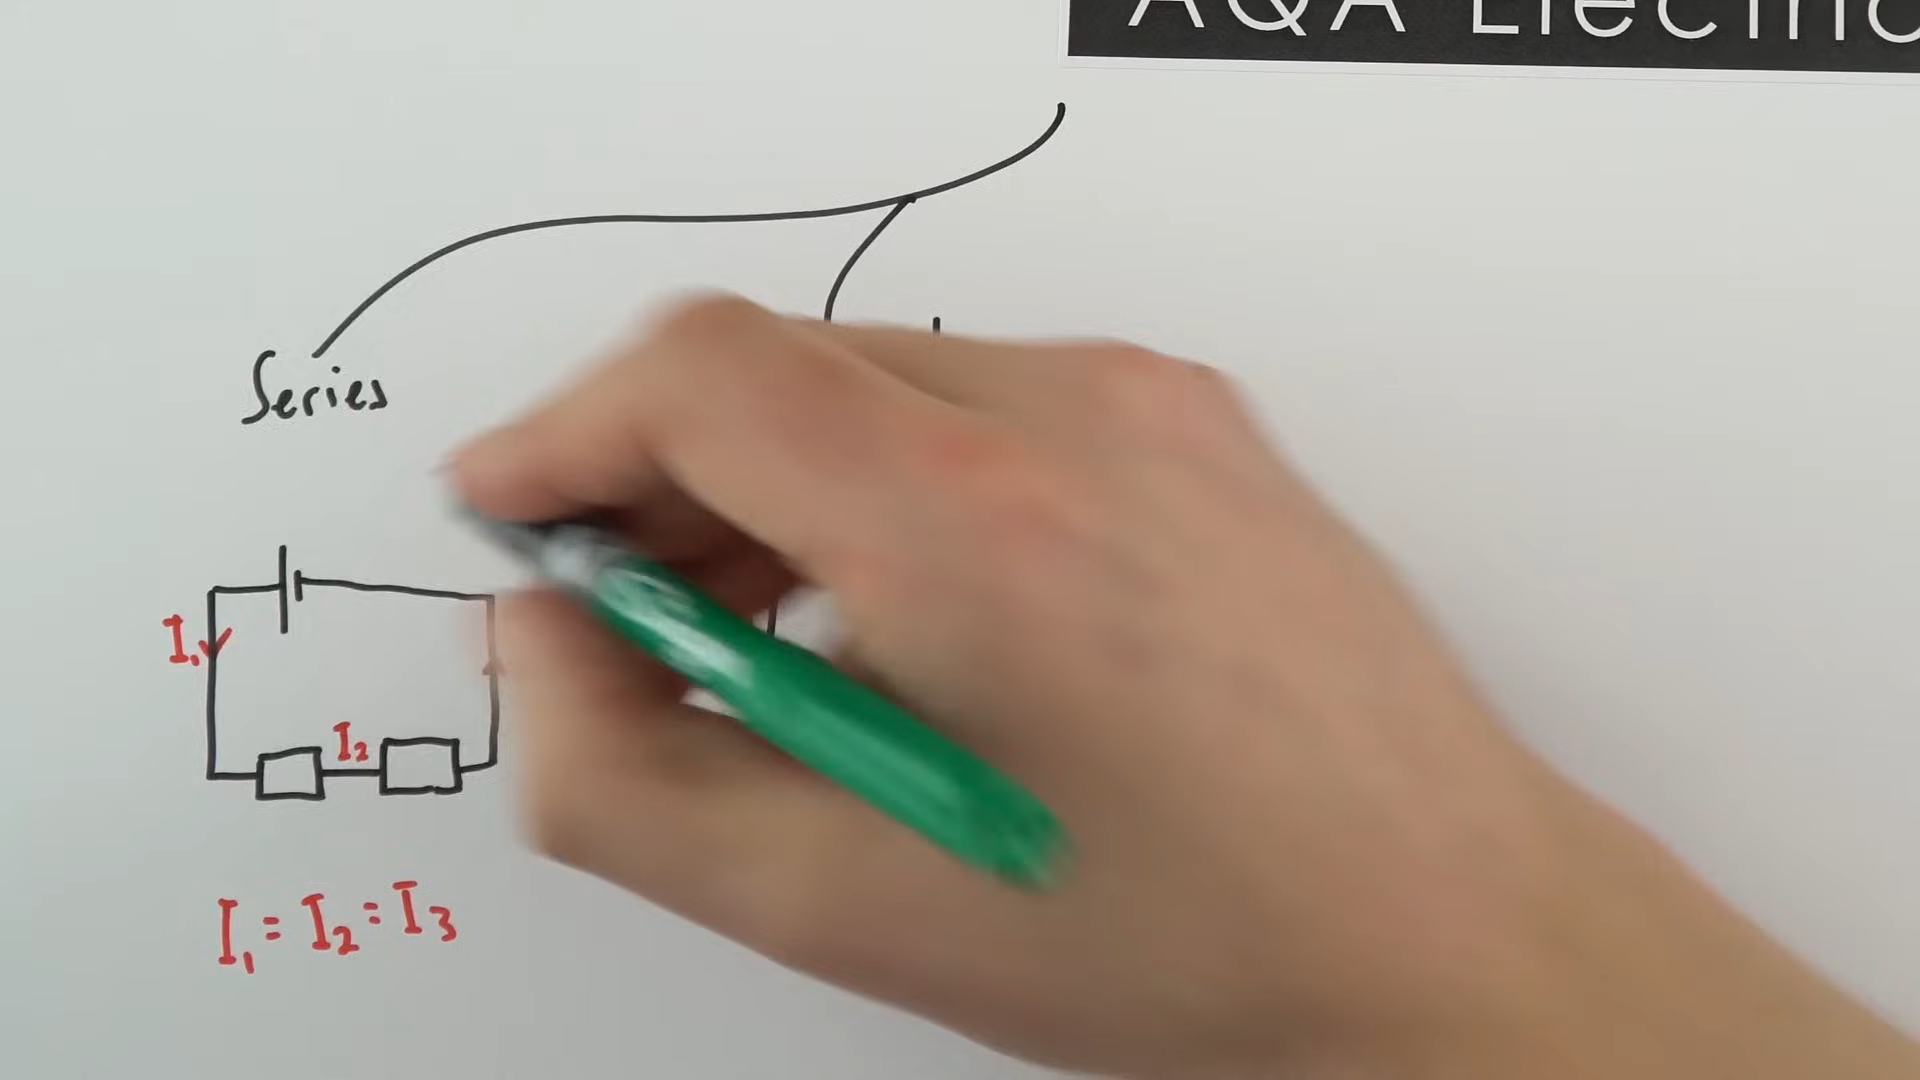 AQA Electric
Series
I₁
I₂
I₁ = I₂ = I₃